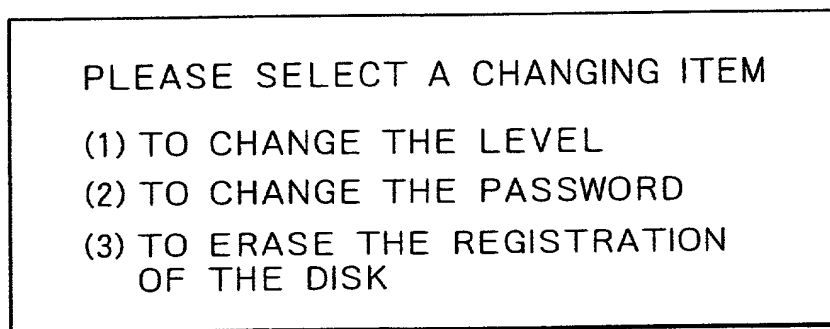 PLEASE SELECT A CHANGING ITEM
(1) TO CHANGE THE LEVEL
(2) TO CHANGE THE PASSWORD
(3) TO ERASE THE REGISTRATION
OF THE DISK